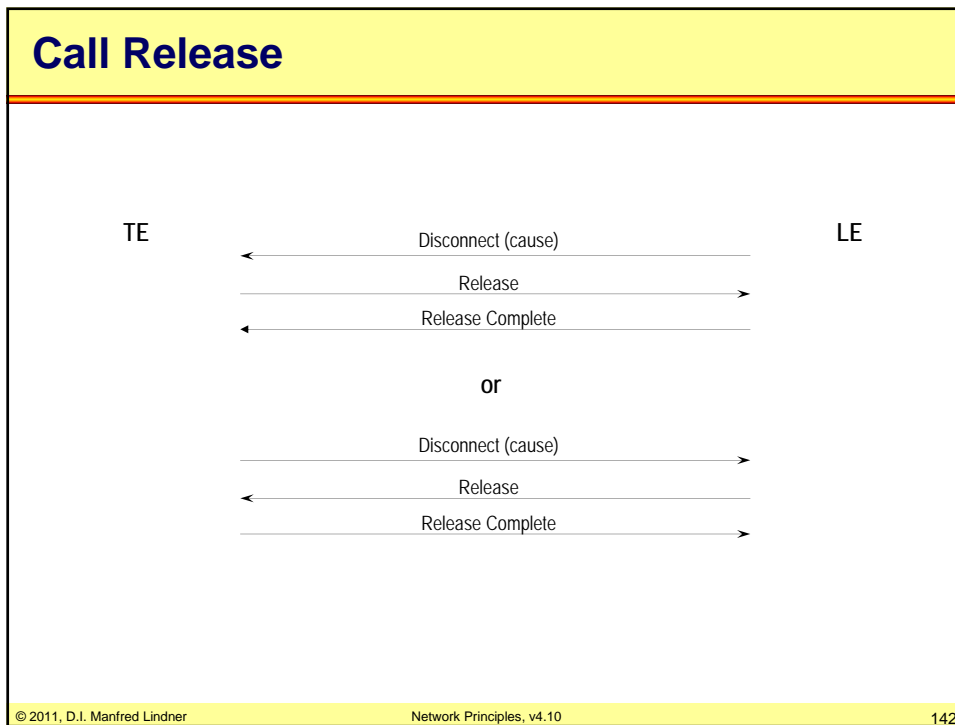 Call Release
TE
LE
Disconnect (cause)
Release
Release Complete
or
Disconnect (cause)
Release
Release Complete
© 2011, D.I. Manfred Lindner
Network Principles, v4.10
142